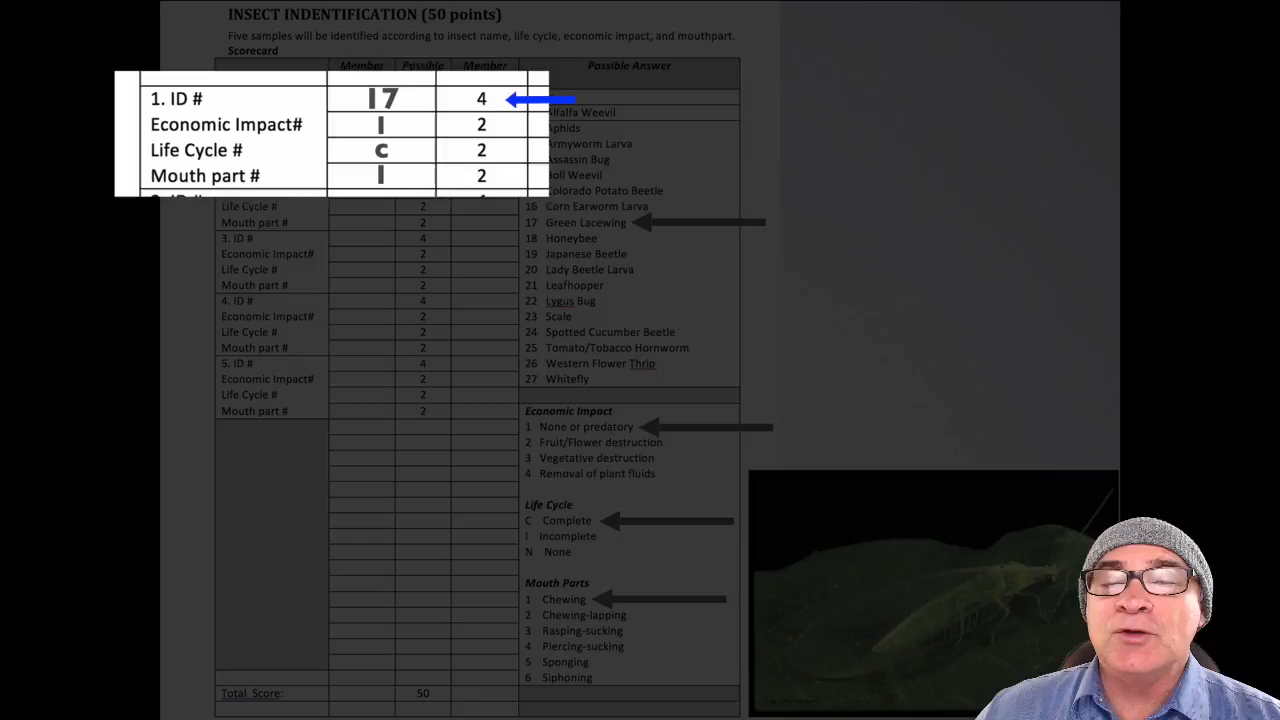 INSECT INDENTIFICATION (50 points)
Five samples will be identified according to insect name, life cycle, economic impact, and mouthpart.
Scorecard
Member Possible Member Possible Answer
1. ID # 17 4
Economic Impact# 1 2
Life Cycle # c 2
Mouth part # 1 2
Life Cycle # 2
Mouth part # 2
3. ID # 4
Economic Impact# 2
Life Cycle # 2
Mouth part # 2
4. ID # 4
Economic Impact# 2
Life Cycle # 2
Mouth part # 2
5. ID # 4
Economic Impact# 2
Life Cycle # 2
Mouth part # 2
Total Score: 50
Alfalfa Weevil
Aphids
Armyworm Larva
Assassin Bug
Boll Weevil
Colorado Potato Beetle
16 Corn Earworm Larva
17 Green Lacewing
18 Honeybee
19 Japanese Beetle
20 Lady Beetle Larva
21 Leafhopper
22 Lygus Bug
23 Scale
24 Spotted Cucumber Beetle
25 Tomato/Tobacco Hornworm
26 Western Flower Thrip
27 Whitefly
Economic Impact
1 None or predatory
2 Fruit/Flower destruction
3 Vegetative destruction
4 Removal of plant fluids
Life Cycle
C Complete
I Incomplete
N None
Mouth Parts
1 Chewing
2 Chewing-lapping
3 Rasping-sucking
4 Piercing-sucking
5 Sponging
6 Siphoning